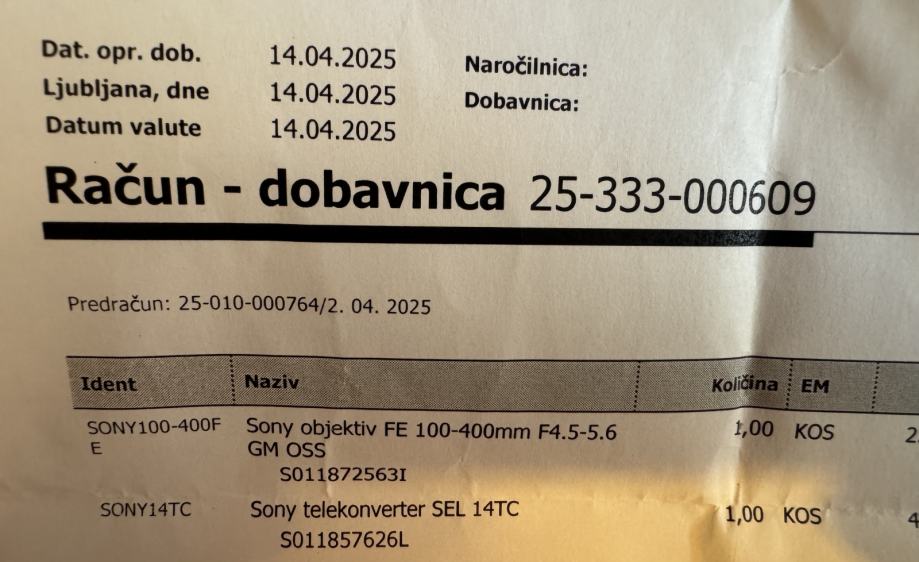 Dat. opr. dob. 14.04.2025 Naročilnica:
Ljubljana, dne 14.04.2025 Dobavnica:
Datum valute 14.04.2025
Račun - dobavnica 25-333-000609
Predračun: 25-010-000764/2. 04. 2025
Ident Naziv Količina EM
SONY100-400F Sony objektiv FE 100-400mm F4.5-5.6 1,00 KOS 2
E GM OSS
S011872563I
SONY14TC Sony telekonverter SEL 14TC 1,00 KOS 4
S011857626L